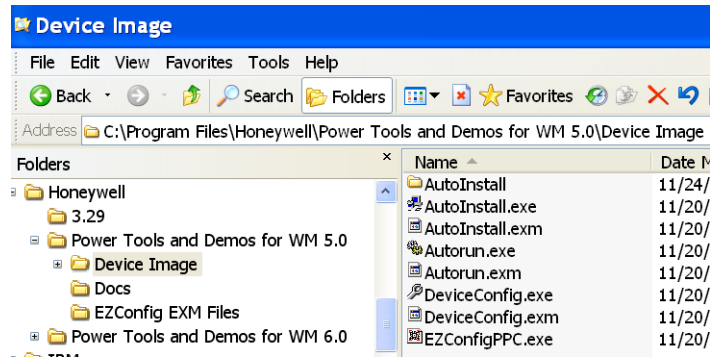 Device Image
File Edit View Favorites Tools Help
Back Search Folders Favorites
Address C:\Program Files\Honeywell\Power Tools and Demos for WM 5.0\Device Image
Folders × Name Date M
Honeywell AutoInstall 11/24/
3.29 AutoInstall.exe 11/20/
Power Tools and Demos for WM 5.0 AutoInstall.exm 11/20/
Device Image Autorun.exe 11/20/
Docs Autorun.exm 11/20/
EZConfig EXM Files DeviceConfig.exe 11/20/
Power Tools and Demos for WM 6.0 DeviceConfig.exm 11/20/
EZConfigPPC.exe 11/20/